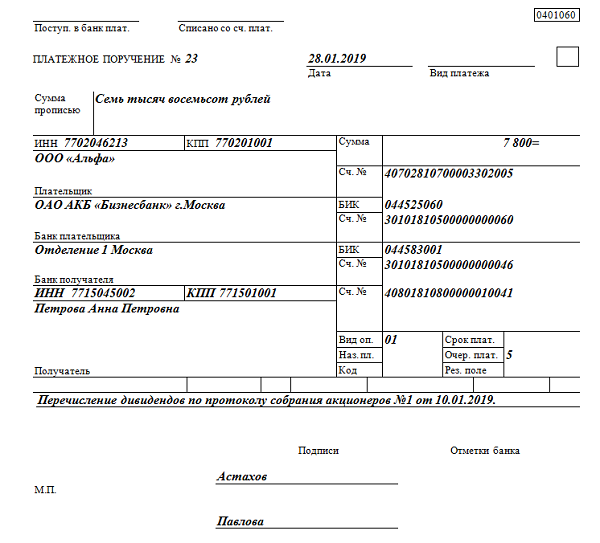 0401060
Поступ. в банк плат. Списано со сч. плат.
ПЛАТЕЖНОЕ ПОРУЧЕНИЕ № 23 28.01.2019
Дата Вид платежа
Сумма прописью Семь тысяч восемьсот рублей
ИНН 7702046213 КПП 770201001 Сумма 7 800=
ООО «Альфа»
Сч. № 40702810700003302005
Плательщик
ОАО АКБ «Бизнесбанк» г.Москва БИК 044525060
Сч. № 30101810500000000060
Банк плательщика
Отделение 1 Москва БИК 044583001
Сч. № 30101810500000000046
Банк получателя
ИНН 7715045002 КПП 771501001 Сч. № 40801810800000010041
Петрова Анна Петровна
Вид оп. 01 Срок плат.
Наз. пл. Очер. плат. 5
Получатель Код Рез. поле
Перечисление дивидендов по протоколу собрания акционеров №1 от 10.01.2019.
Подписи Отметки банка
Астахов
М.П.
Павлова